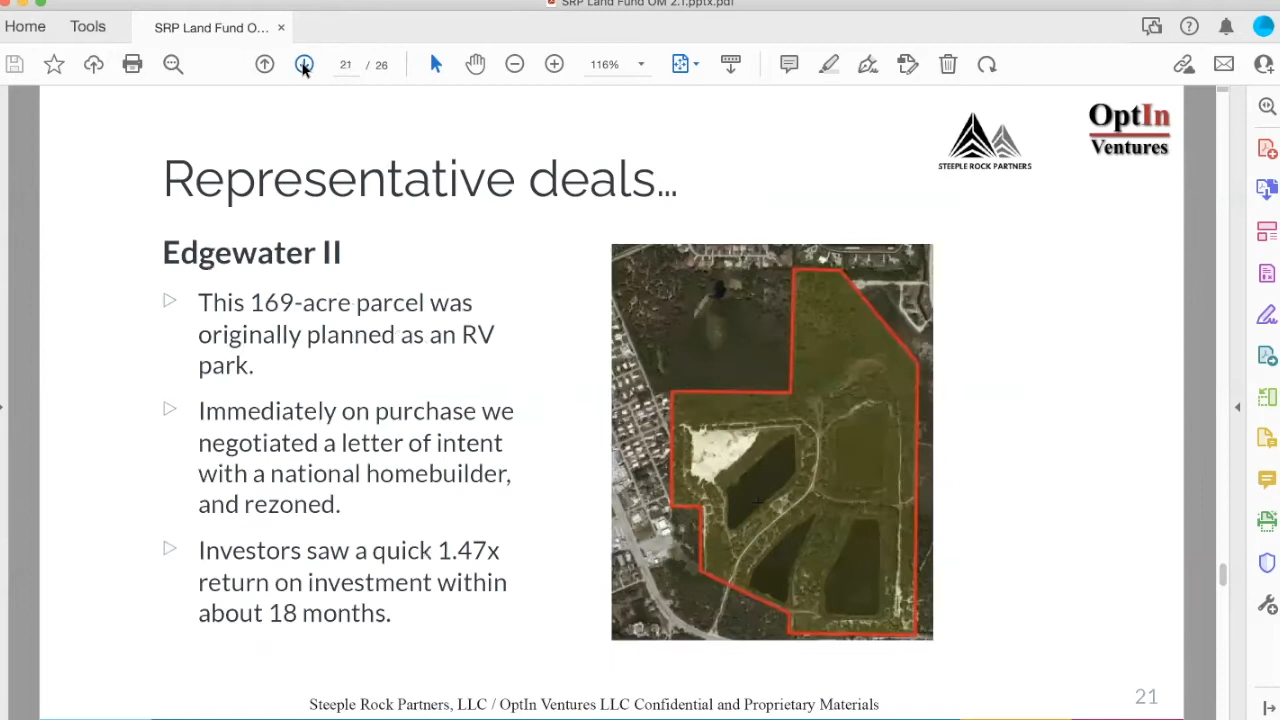 SRP Land Fund OM 2.1.pptx.pdf
Home
Tools
SRP Land Fund O... ×
21 / 26
116%
STEEPLE ROCK PARTNERS
OptIn
Ventures
Representative deals...
Edgewater II
This 169-acre parcel was
originally planned as an RV
park.
Immediately on purchase we
negotiated a letter of intent
with a national homebuilder,
and rezoned.
Investors saw a quick 1.47x
return on investment within
about 18 months.
Steeple Rock Partners, LLC / OptIn Ventures LLC Confidential and Proprietary Materials
21